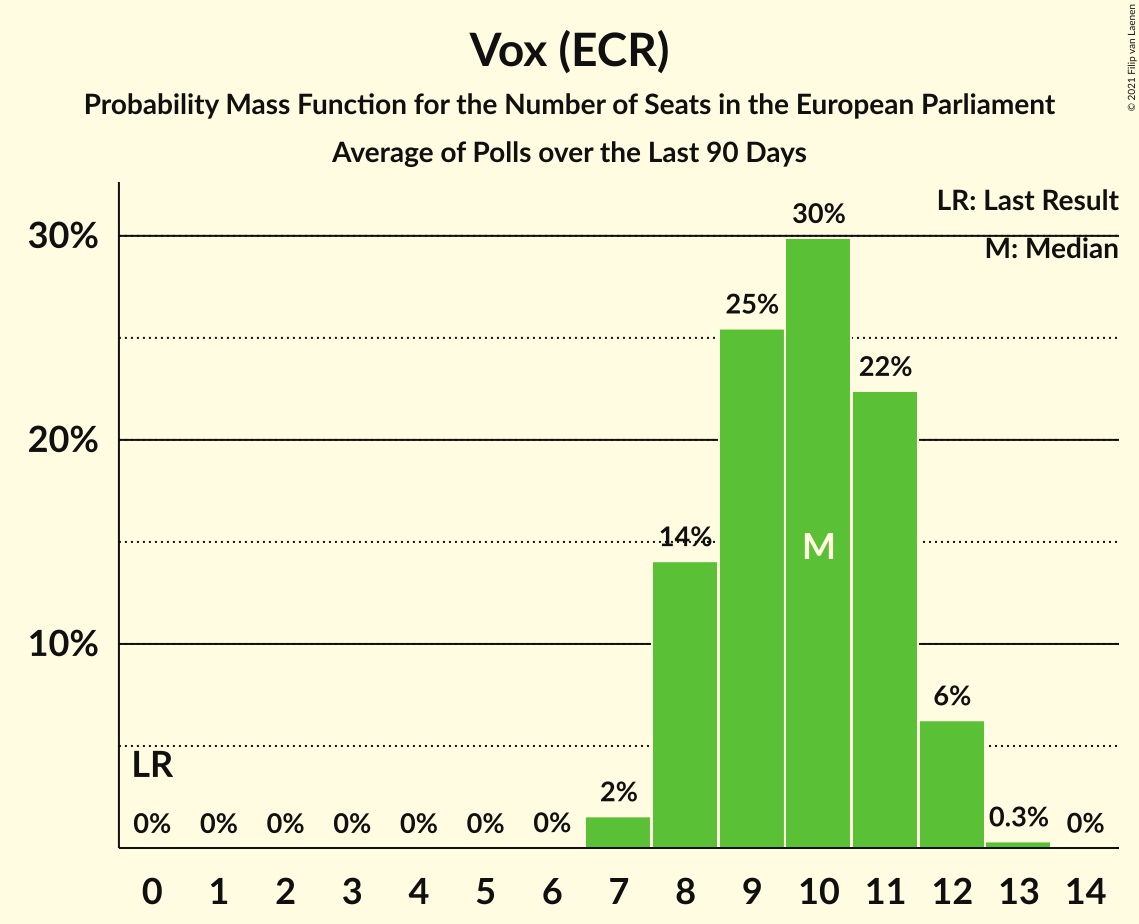 Vox (ECR)
Probability Mass Function for the Number of Seats in the European Parliament
Average of Polls over the Last 90 Days
© 2021 Filip van Laenen
LR: Last Result
M: Median
30%
20%
10%
LR
0% 0% 0% 0% 0% 0% 0% 2% 14% 25% 30% 22% 6% 0.3% 0%
M
0 1 2 3 4 5 6 7 8 9 10 11 12 13 14